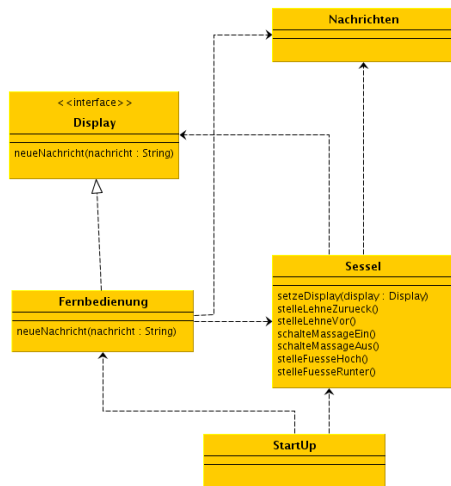 Nachrichten
< <interface> >
Display
neueNachricht(nachricht : String)
Fernbedienung
neueNachricht(nachricht : String)
Sessel
setzeDisplay(display : Display)
stelleLehneZurueck()
stelleLehneVor()
schalteMassageEin()
schalteMassageAus()
stelleFuesseHoch()
stelleFuesseRunter()
StartUp